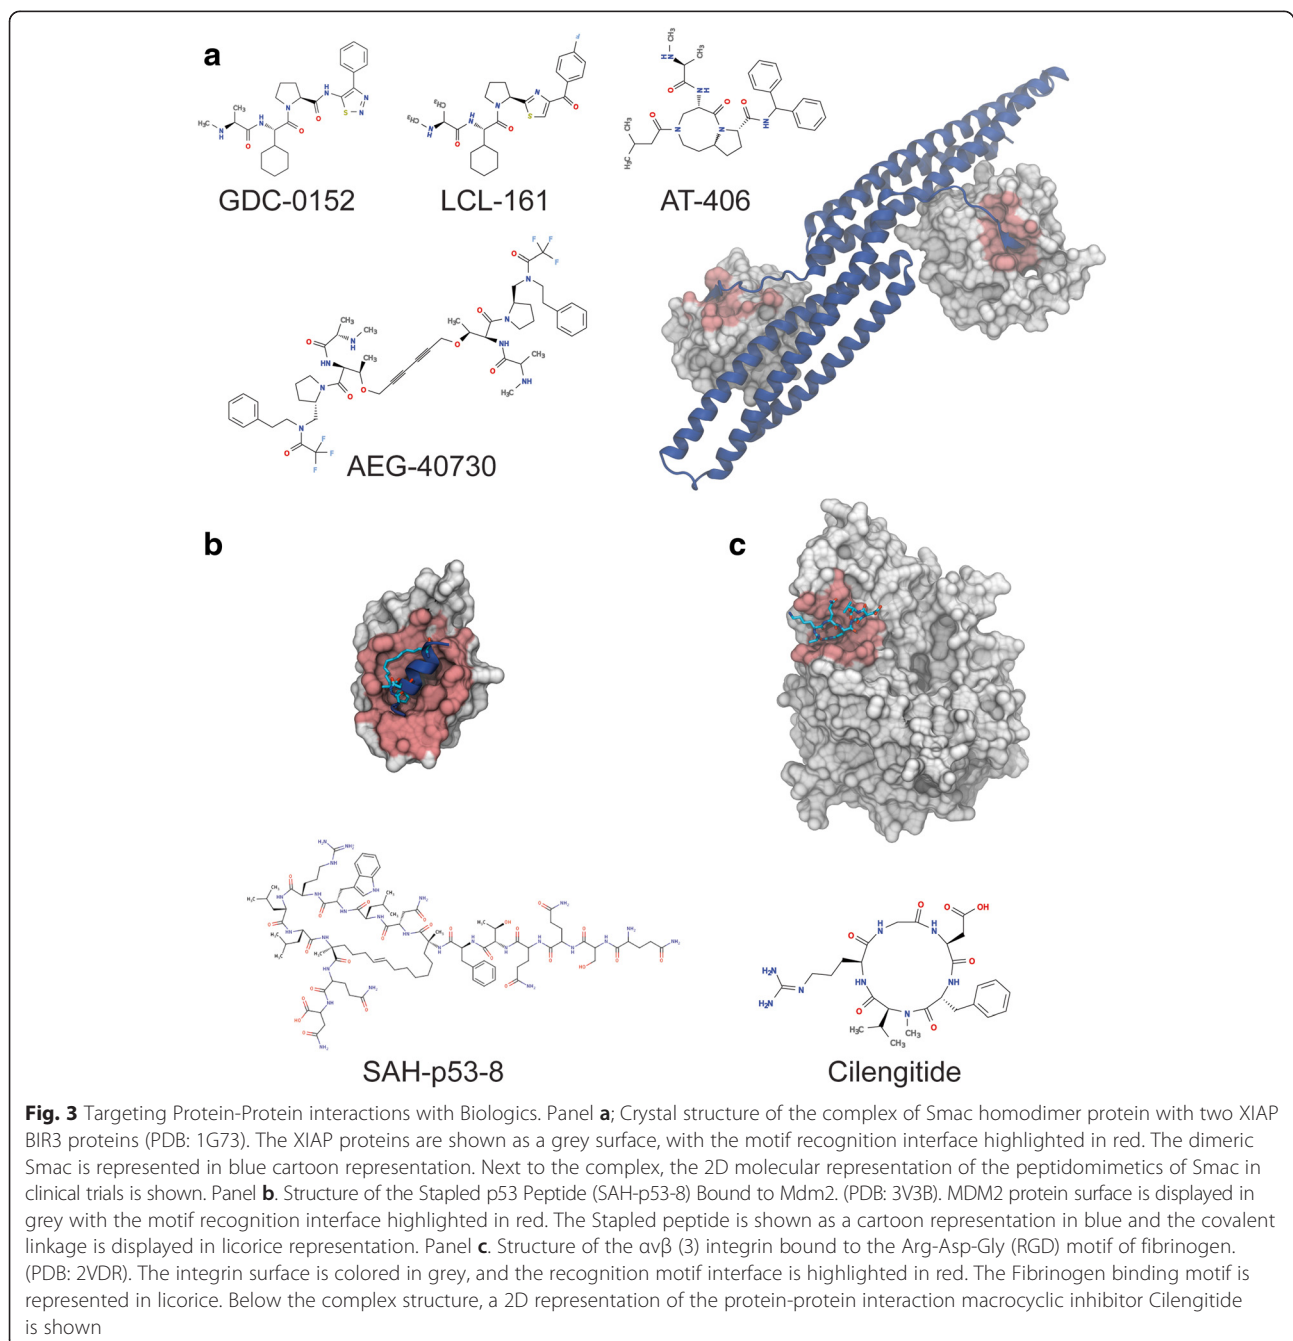 a
GDC-0152
LCL-161
AT-406
AEG-40730
b
c
SAH-p53-8
Cilengitide
Fig. 3 Targeting Protein-Protein interactions with Biologics. Panel a; Crystal structure of the complex of Smac homodimer protein with two XIAP
BIR3 proteins (PDB: 1G73). The XIAP proteins are shown as a grey surface, with the motif recognition interface highlighted in red. The dimeric
Smac is represented in blue cartoon representation. Next to the complex, the 2D molecular representation of the peptidomimetics of Smac in
clinical trials is shown. Panel b. Structure of the Stapled p53 Peptide (SAH-p53-8) Bound to Mdm2. (PDB: 3V3B). MDM2 protein surface is displayed in
grey with the motif recognition interface highlighted in red. The Stapled peptide is shown as a cartoon representation in blue and the covalent
linkage is displayed in licorice representation. Panel c. Structure of the αvβ (3) integrin bound to the Arg-Asp-Gly (RGD) motif of fibrinogen.
(PDB: 2VDR). The integrin surface is colored in grey, and the recognition motif interface is highlighted in red. The Fibrinogen binding motif is
represented in licorice. Below the complex structure, a 2D representation of the protein-protein interaction macrocyclic inhibitor Cilengitide
is shown